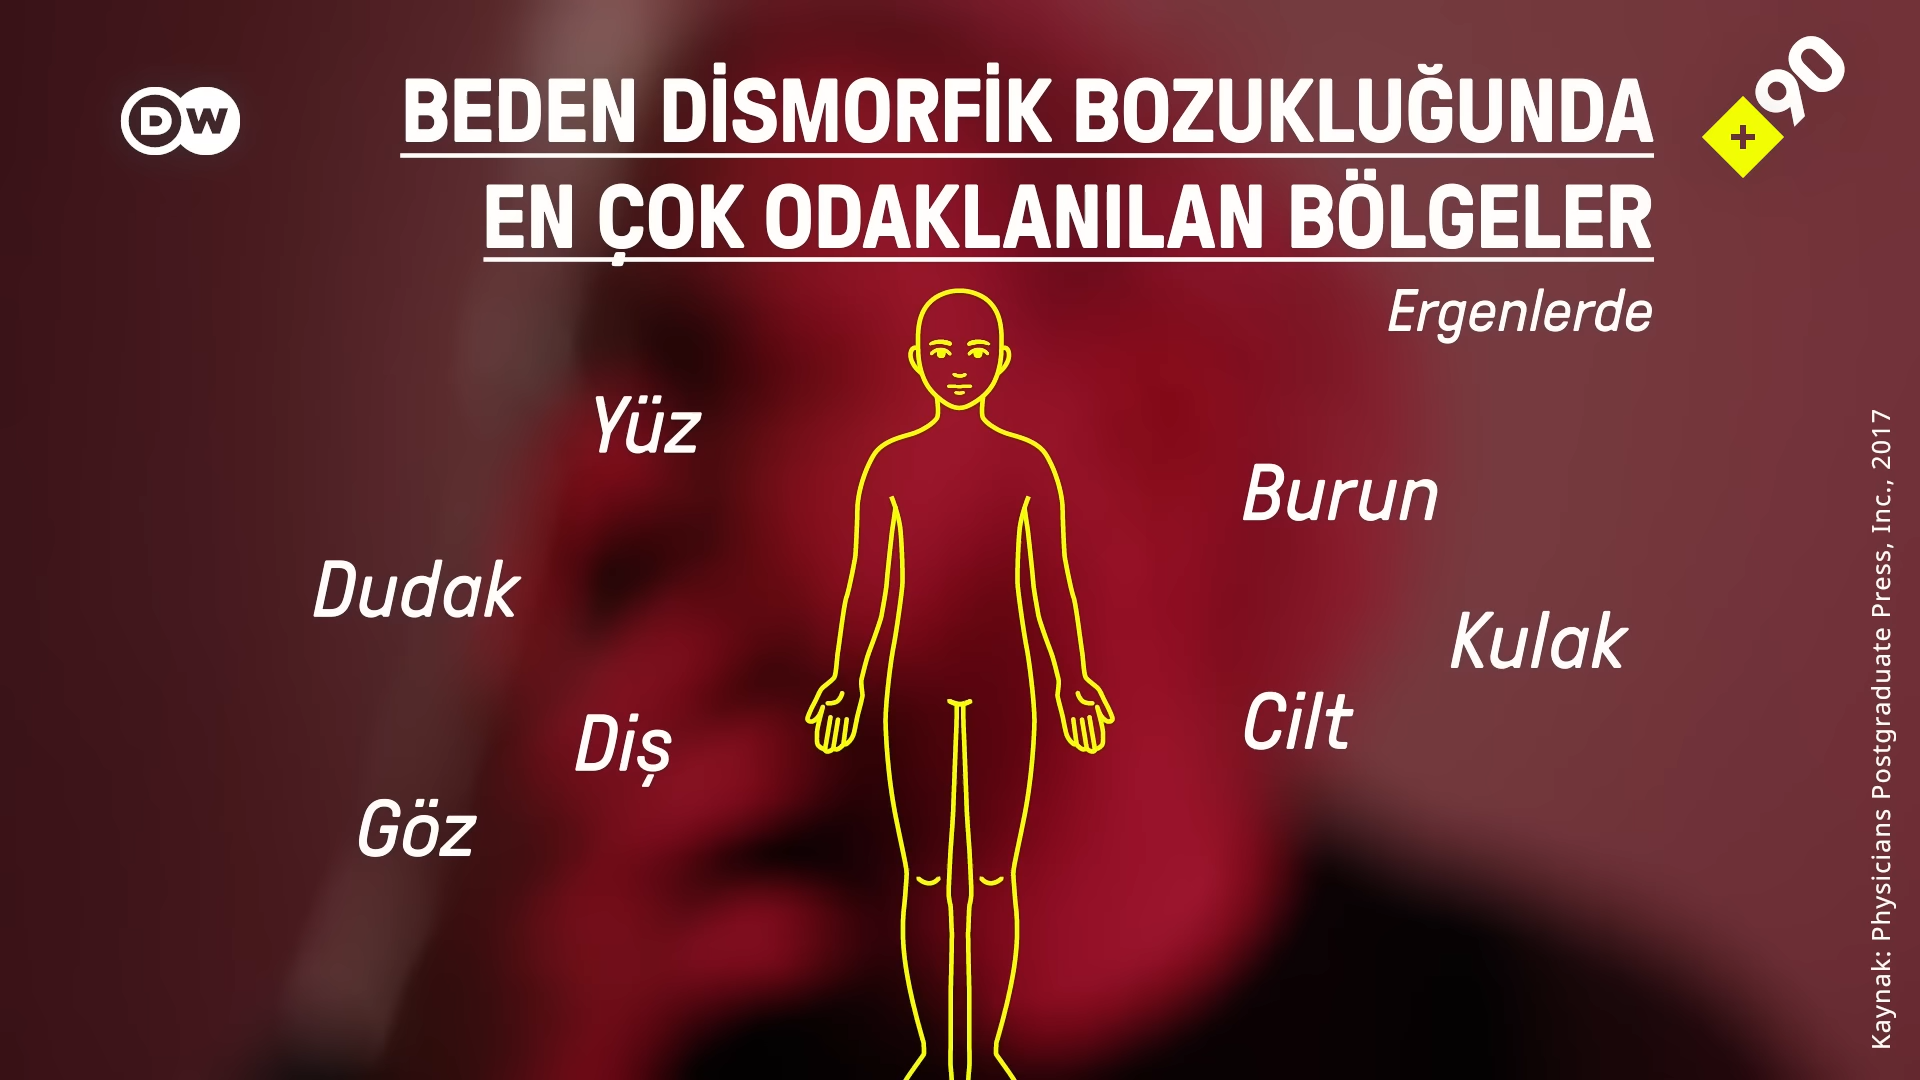 DW
BEDEN DİSMORFİK BOZUKLUĞUNDA
EN ÇOK ODAKLANILAN BÖLGELER
+90
Ergenlerde
Yüz
Burun
Dudak
Kulak
Cilt
Diş
Göz
Kaynak: Physicians Postgraduate Press, Inc., 2017